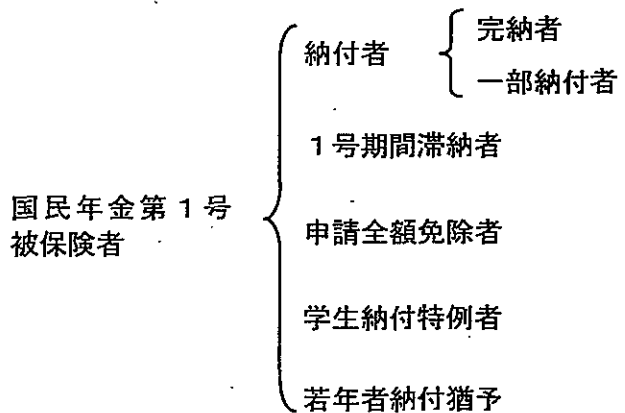 納付者
完納者
一部納付者
1号期間滞納者
国民年金第1号
被保険者
申請全額免除者
学生納付特例者
若年者納付猶予